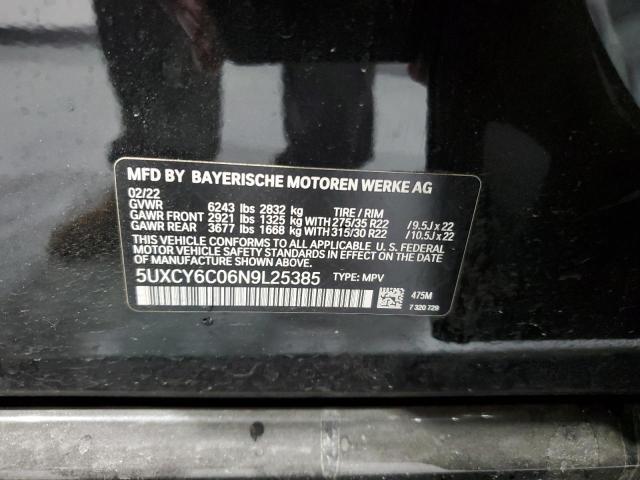 MFD BY BAYERISCHE MOTOREN WERKE AG
02/22
GVWR 6243 lbs 2832 kg TIRE / RIM
GAWR FRONT 2921 lbs 1325 kg WITH 275/35 R22 / 9.5J x 22
GAWR REAR 3677 lbs 1668 kg WITH 315/30 R22 / 10.5J x 22
THIS VEHICLE CONFORMS TO ALL APPLICABLE U. S. FEDERAL
MOTOR VEHICLE SAFETY STANDARDS IN
EFFECT ON THE DATE OF MANUFACTURE SHOWN ABOVE.
5UXCY6C06N9L25385 TYPE: MPV
475M
7 320 729